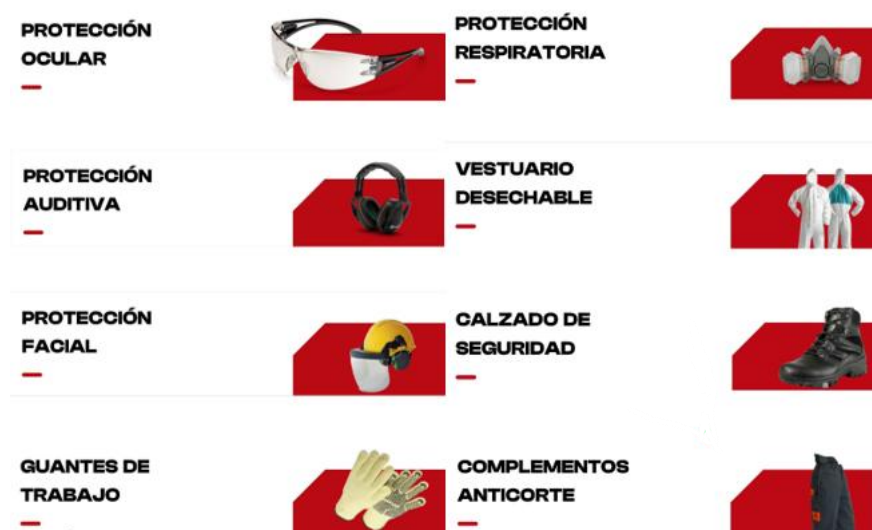 PROTECCIÓN
OCULAR
PROTECCIÓN
RESPIRATORIA
PROTECCIÓN
AUDITIVA
VESTUARIO
DESECHABLE
PROTECCIÓN
FACIAL
CALZADO DE
SEGURIDAD
GUANTES DE
TRABAJO
COMPLEMENTOS
ANTICORTE